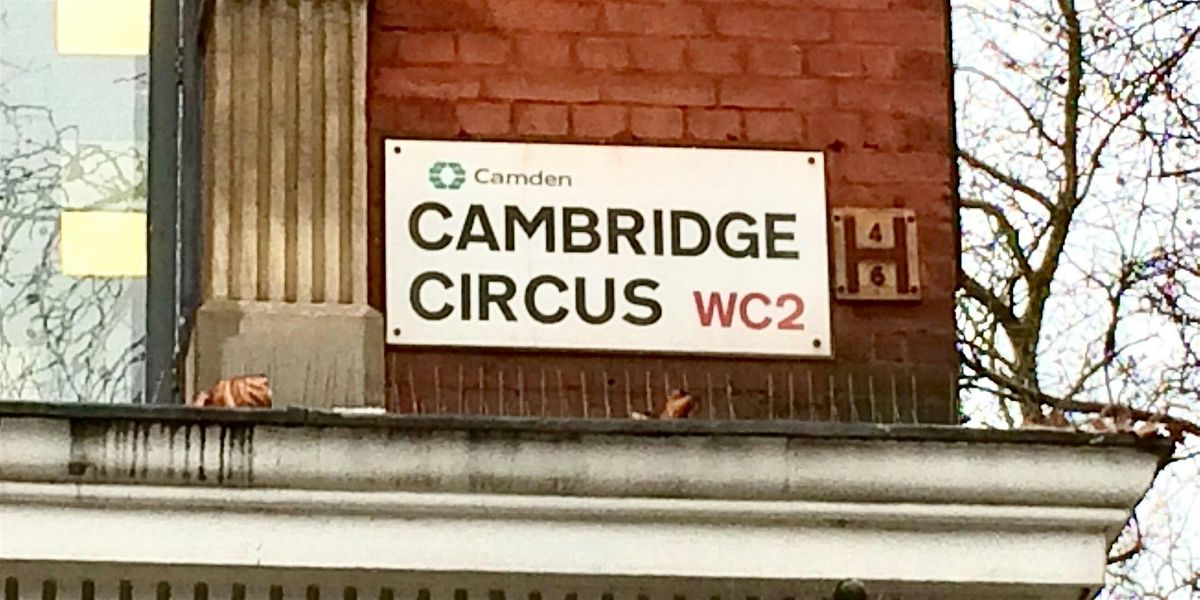 Camden
CAMBRIDGE
CIRCUS WC2
H
4
6